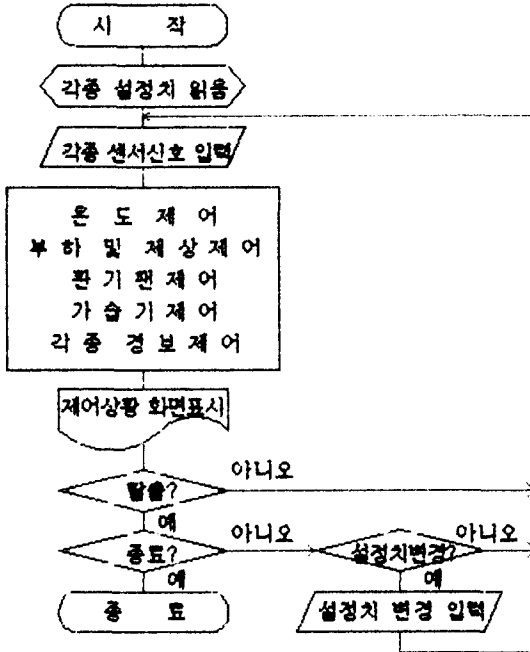 시 작
각종 설정치 읽음
각종 센서신호 입력
온 도 제 어
부 하 및 제 상 제 어
환 기 팬 제 어
가 습 기 제 어
각 종 경 보 제 어
제어상황 화면표시
아니오
탈출?
예
아니오
아니오
종료?
설정치변경?
예
예
종 료
설정치 변경 입력